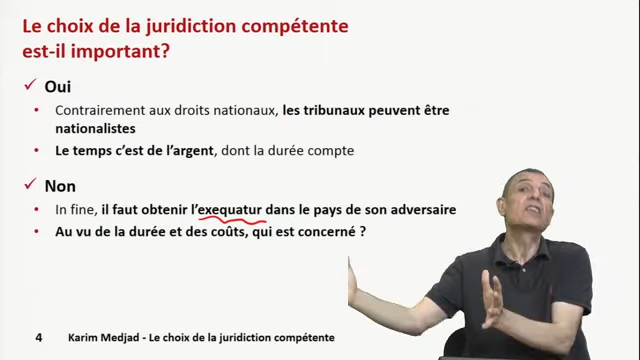 Le choix de la juridiction compétente
est-il important?
✓ Oui
• Contrairement aux droits nationaux, les tribunaux peuvent être
nationalistes
• Le temps c'est de l'argent, dont la durée compte
✓ Non
• In fine, il faut obtenir l'exequatur dans le pays de son adversaire
• Au vu de la durée et des coûts, qui est concerné ?
4 Karim Medjad - Le choix de la juridiction compétente